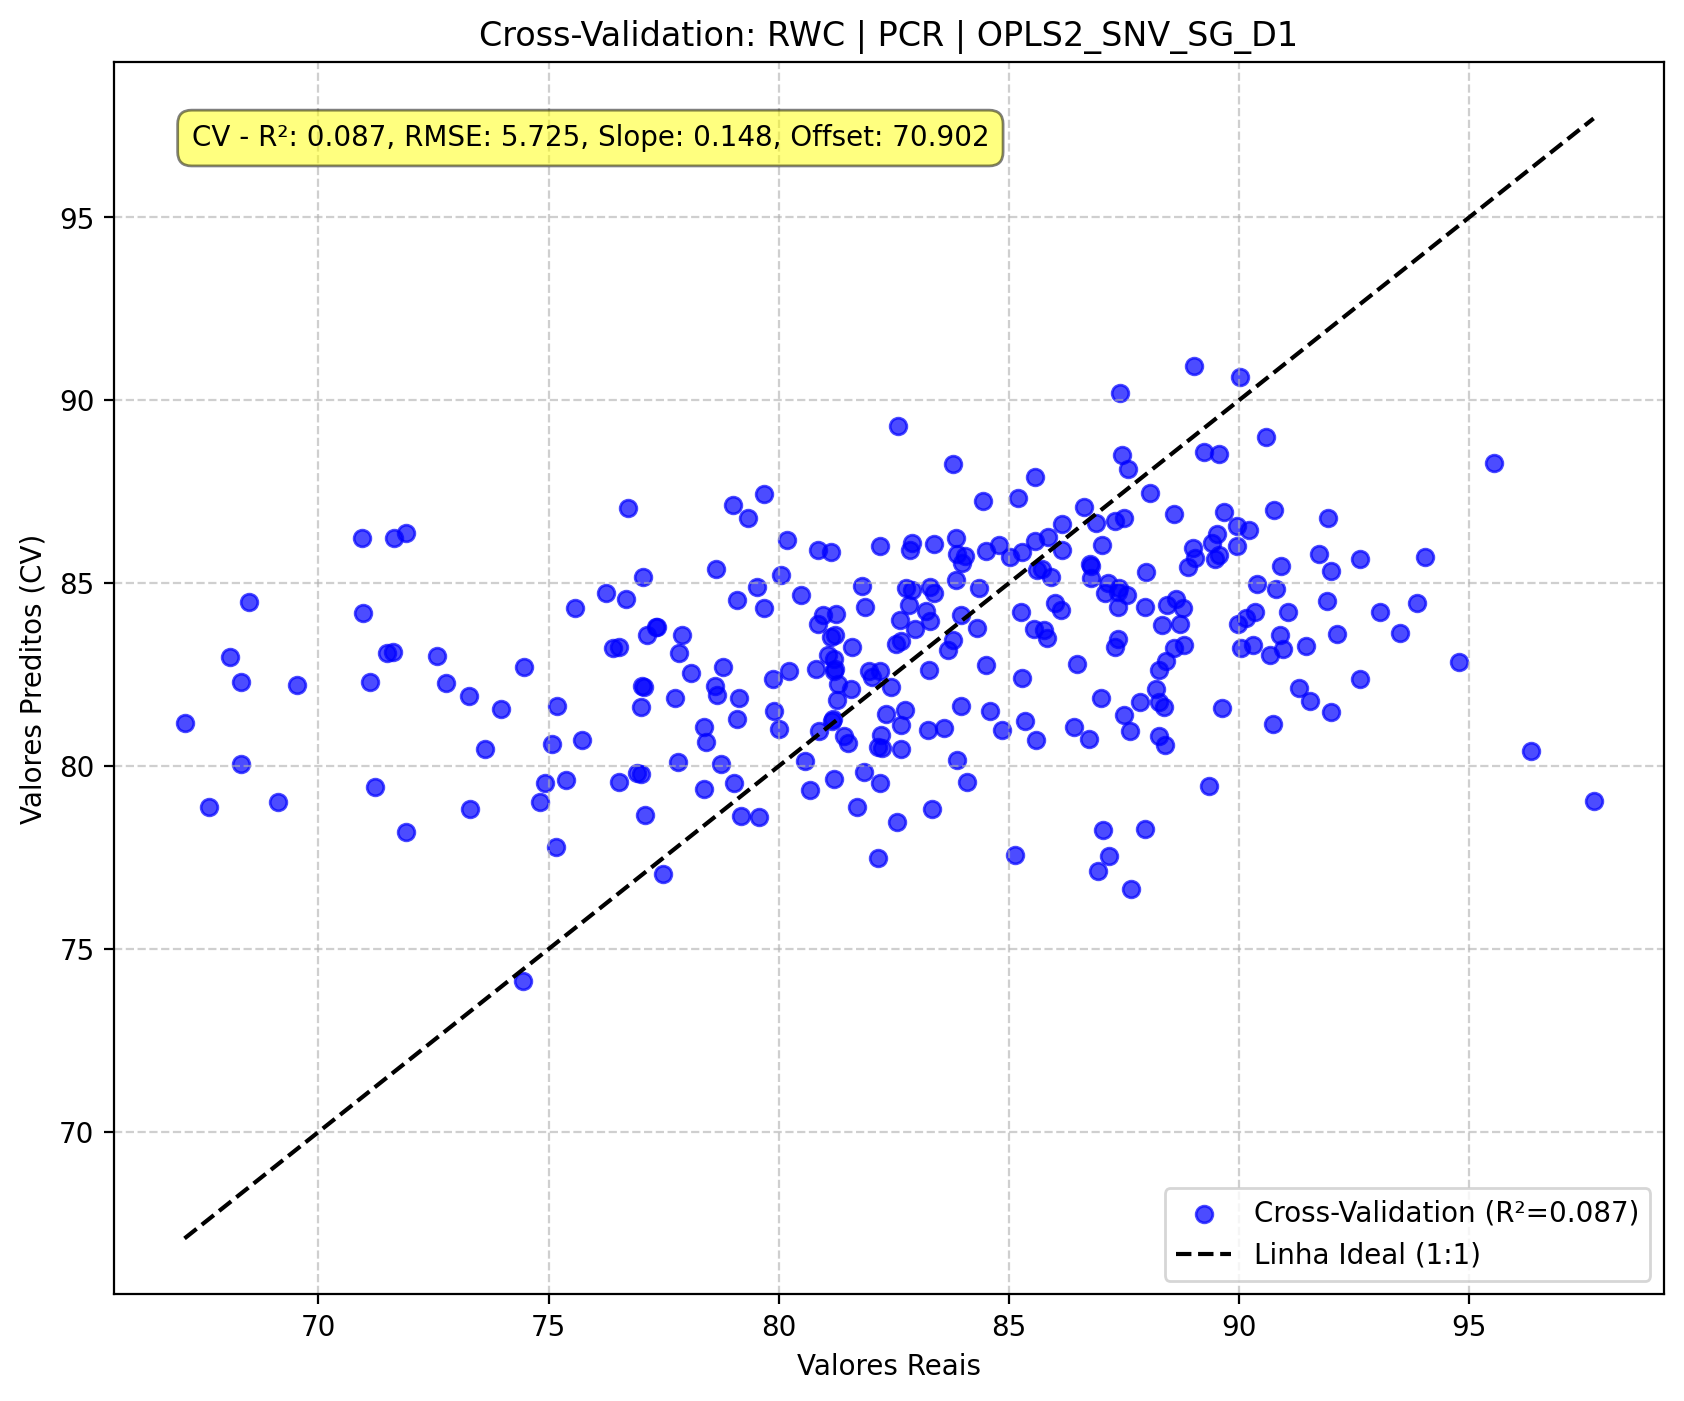 Cross-Validation: RWC | PCR | OPLS2_SNV_SG_D1
CV - R²: 0.087, RMSE: 5.725, Slope: 0.148, Offset: 70.902
Valores Preditos (CV)
95
90
85
80
75
70
Cross-Validation (R²=0.087)
Linha Ideal (1:1)
70 75 80 85 90 95
Valores Reais